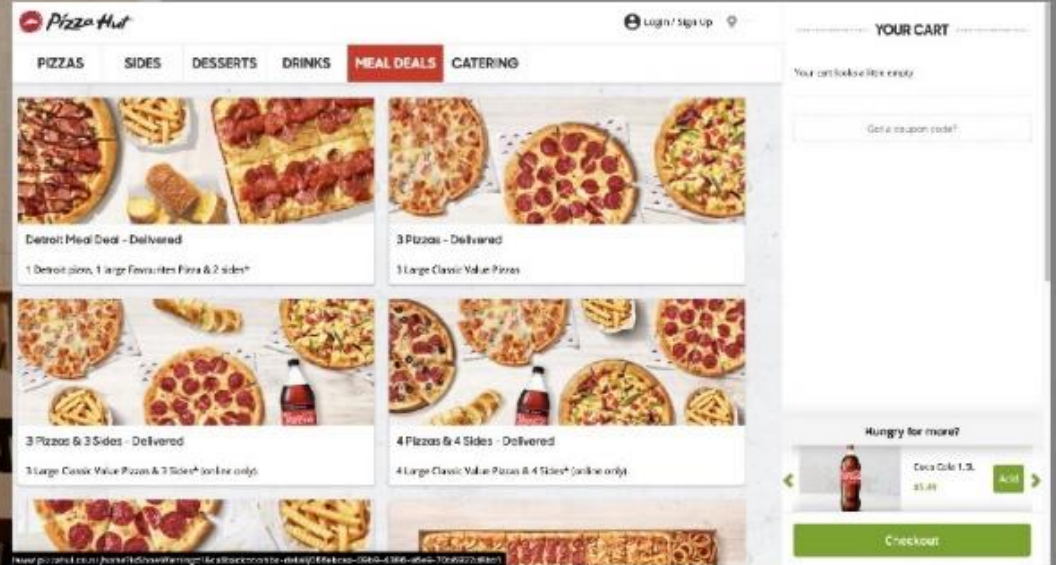 Pizza Hut
Login / Sign Up
PIZZAS SIDES DESSERTS DRINKS MEAL DEALS CATERING
Detroit Meal Deal - Delivered
1 Detroit pizza, 1 large Favourites Pizza & 2 sides*
3 Pizzas - Delivered
3 Large Classic Value Pizzas
3 Pizzas & 3 Sides - Delivered
3 Large Classic Value Pizzas & 3 Sides* (online only).
4 Pizzas & 4 Sides - Delivered
4 Large Classic Value Pizzas & 4 Sides* (online only).
YOUR CART
Your cart looks a little empty
Got a coupon code?
Hungry for more?
Coca Cola 1.5L
$5.49
Add
Checkout